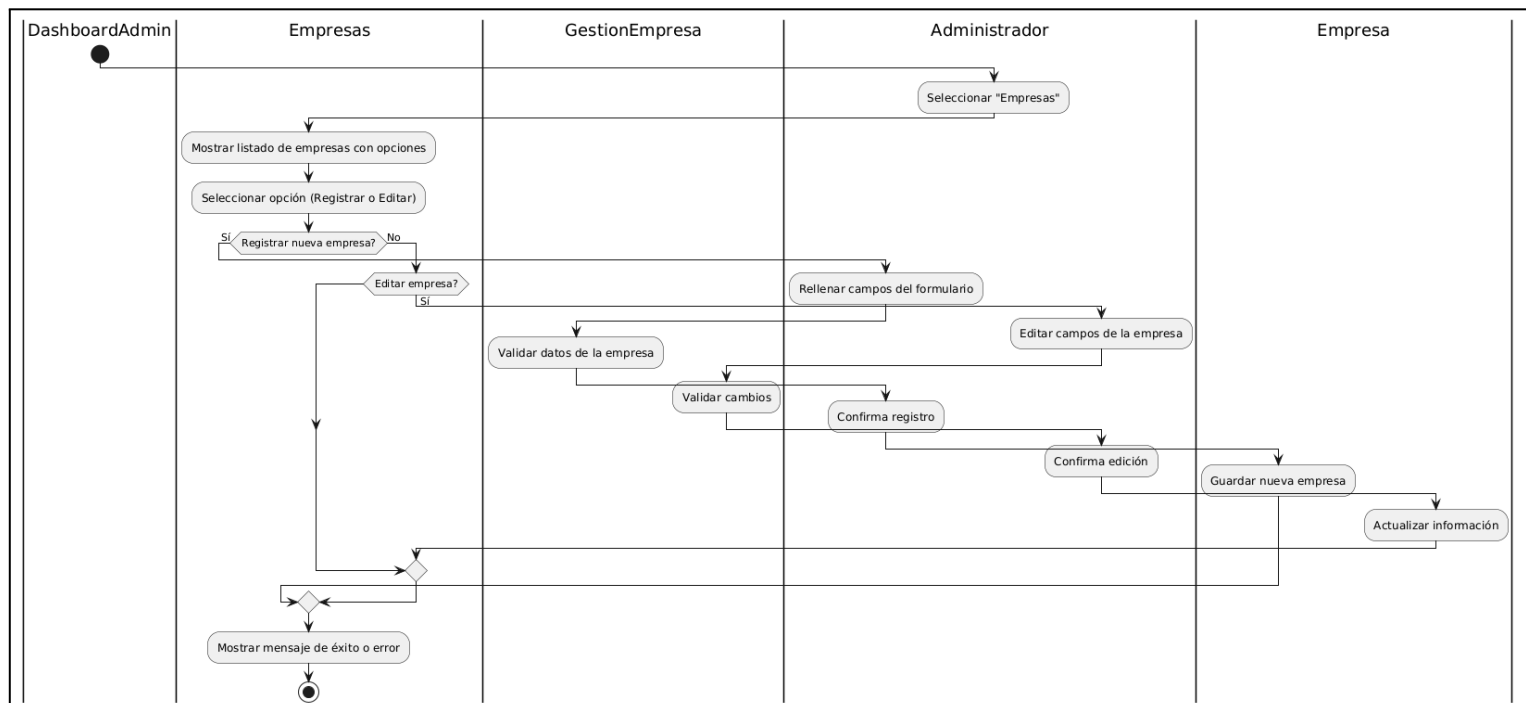 DashboardAdmin
Empresas
GestionEmpresa
Administrador
Empresa
Seleccionar "Empresas"
Mostrar listado de empresas con opciones
Seleccionar opción (Registrar o Editar)
Sí
Registrar nueva empresa?
No
Editar empresa?
Sí
Rellenar campos del formulario
Editar campos de la empresa
Validar datos de la empresa
Validar cambios
Confirma registro
Confirma edición
Guardar nueva empresa
Actualizar información
Mostrar mensaje de éxito o error